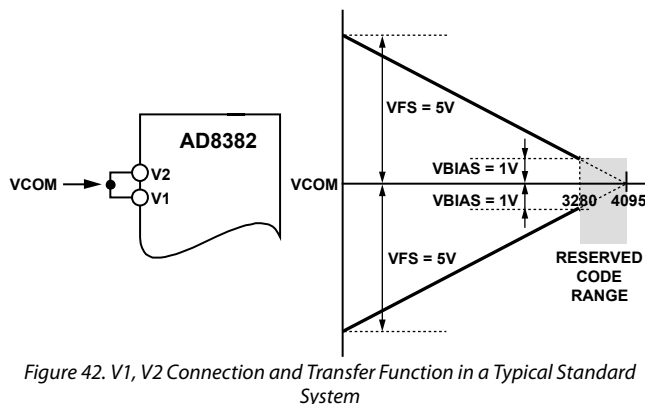 AD8382
V2
V1
VCOM
VFS = 5V
VBIAS = 1V
VCOM
VBIAS = 1V
3280 4095
VFS = 5V
RESERVED
CODE
RANGE
Figure 42. V1, V2 Connection and Transfer Function in a Typical Standard
System